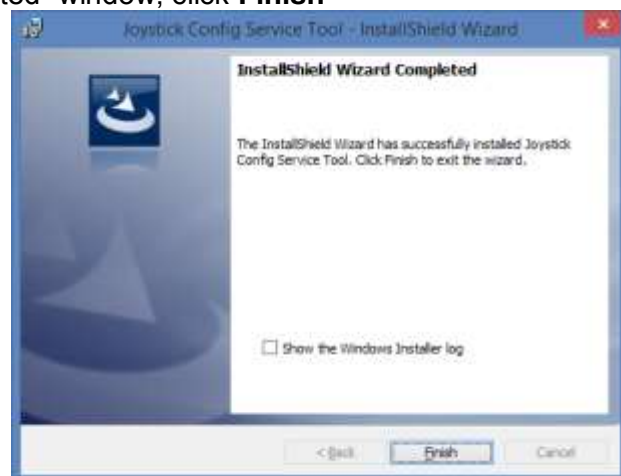 ted" window, click Finish
Joystick Config Service Tool - InstallShield Wizard
InstallShield Wizard Completed
The InstallShield Wizard has successfully installed Joystick
Config Service Tool. Click Finish to exit the wizard.
Show the Windows Installer log
< Back Finish Cancel